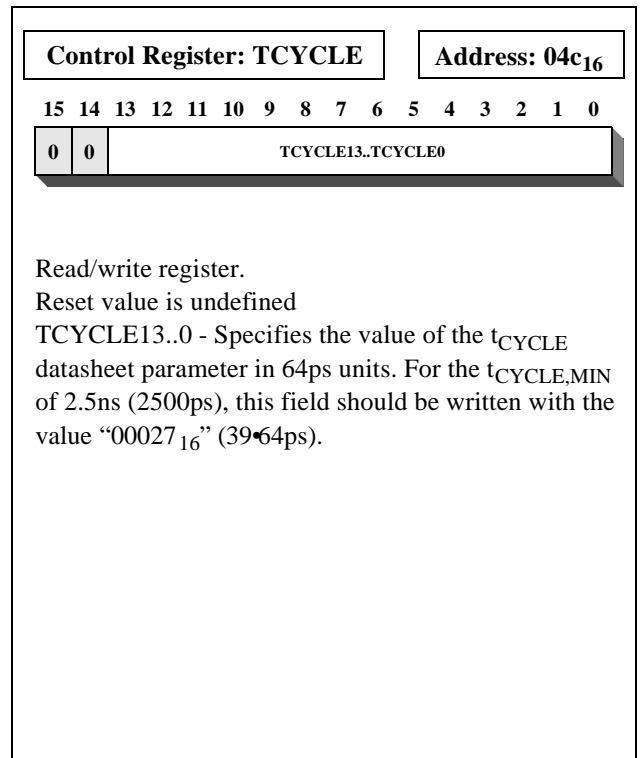 Control Register: TCYCLE Address: 04c16
15 14 13 12 11 10 9 8 7 6 5 4 3 2 1 0
0 0 TCYCLE13..TCYCLE0
Read/write register.
Reset value is undefined
TCYCLE13..0 - Specifies the value of the tCYCLE
datasheet parameter in 64ps units. For the tCYCLE,MIN
of 2.5ns (2500ps), this field should be written with the
value “0002716” (39•64ps).